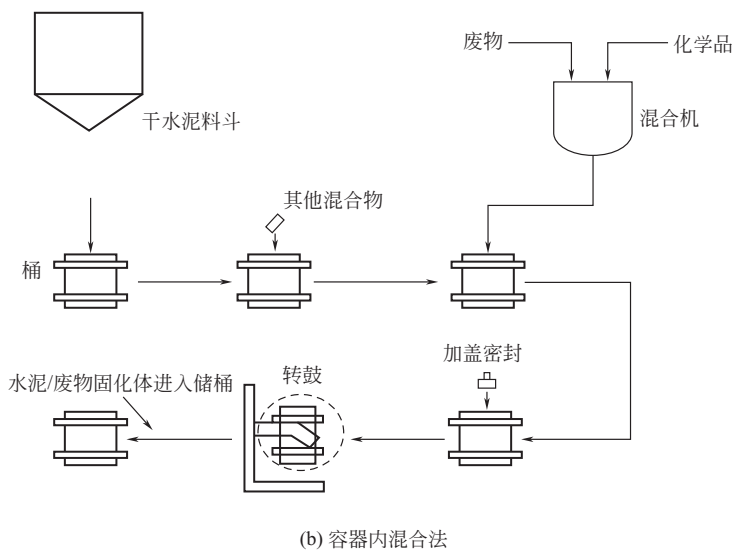 废物
化学品
干水泥料斗
混合机
其他混合物
桶
加盖密封
水泥/废物固化体进入储桶
转鼓
(b) 容器内混合法